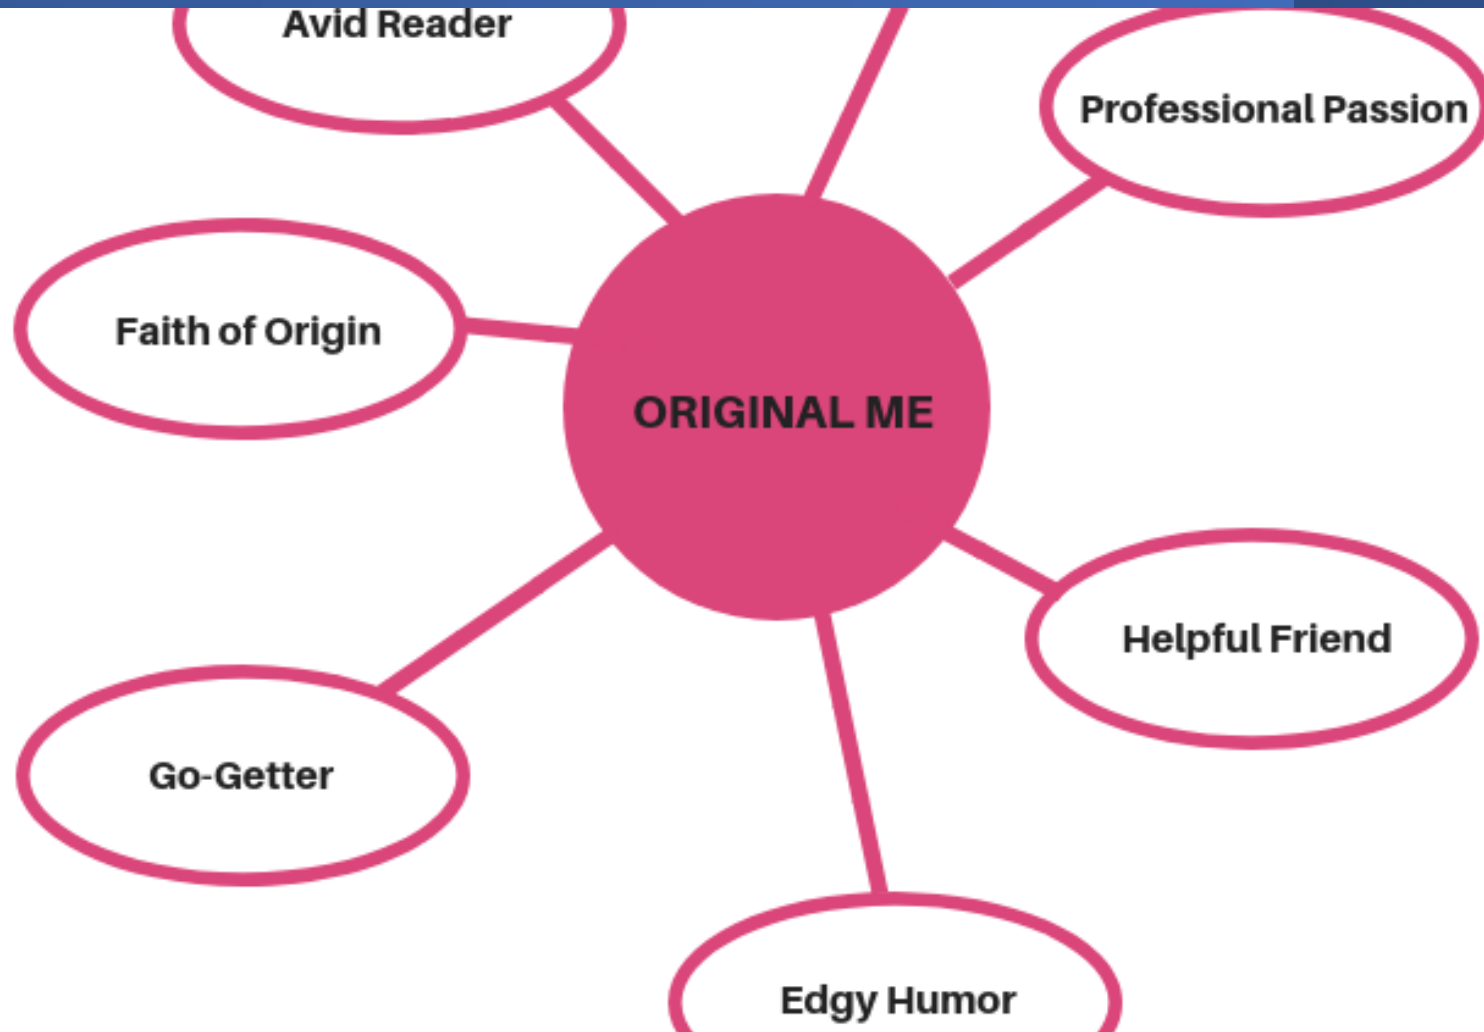 Avid Reader
Professional Passion
Faith of Origin
ORIGINAL ME
Helpful Friend
Go-Getter
Edgy Humor